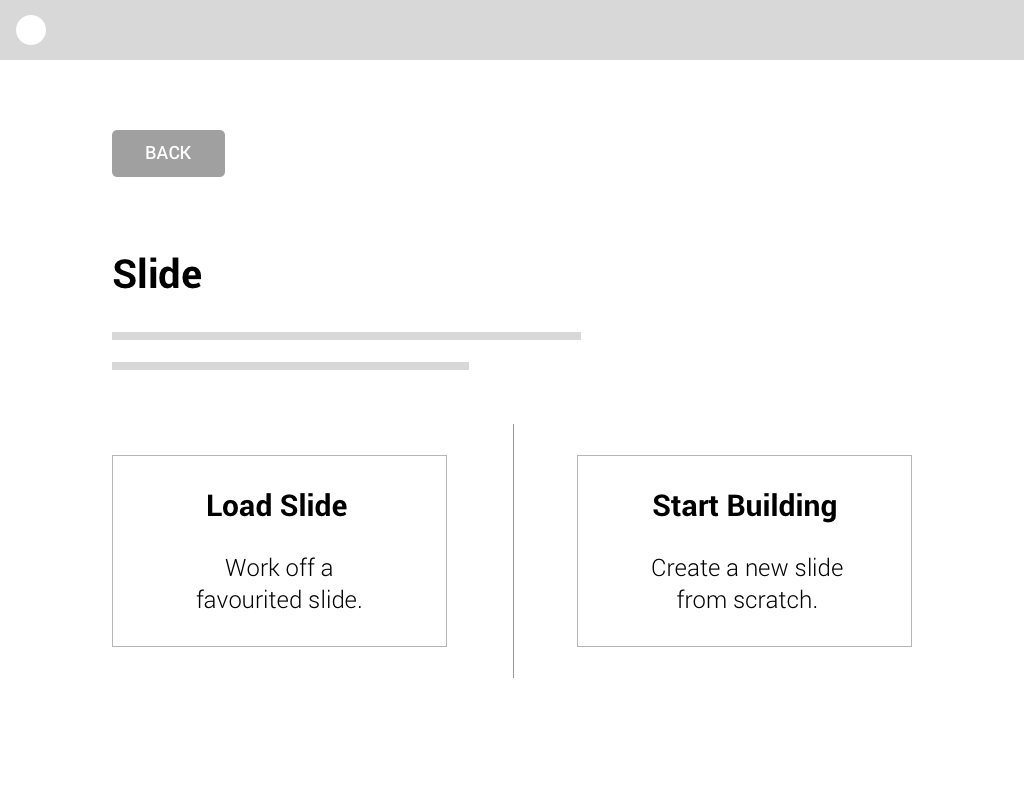 BACK
Slide
Load Slide
Work off a
favourited slide.
Start Building
Create a new slide
from scratch.